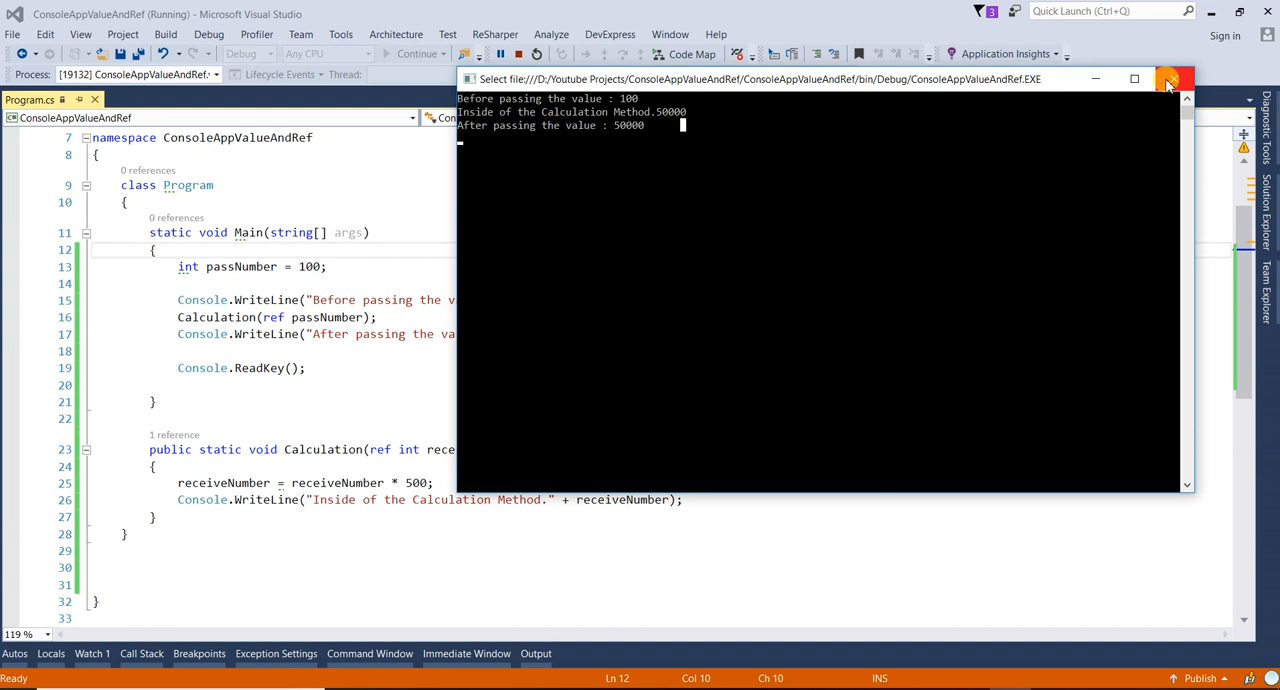 ConsoleAppValueAndRef (Running) - Microsoft Visual Studio
3
Quick Launch (Ctrl+Q)
File Edit View Project Build Debug Profiler Team Tools Architecture Test ReSharper Analyze DevExpress Window Help
Sign in
Debug Any CPU Continue Code Map Application Insights
Process: [19132] ConsoleAppValueAndRef. Lifecycle Events Thread:
Program.cs
ConsoleAppValueAndRef Con
7 namespace ConsoleAppValueAndRef
8 {
0 references
9 class Program
10 {
0 references
11 static void Main(string[] args)
12 {
13 int passNumber = 100;
14
15 Console.WriteLine("Before passing the v
16 Calculation(ref passNumber);
17 Console.WriteLine("After passing the va
18
19 Console.ReadKey();
20
21 }
22
1 reference
23 public static void Calculation(ref int rece
24 {
25 receiveNumber = receiveNumber * 500;
26 Console.WriteLine("Inside of the Calculation Method." + receiveNumber);
27 }
28 }
29
30
31
32 }
33
Select file:///D:/Youtube Projects/ConsoleAppValueAndRef/ConsoleAppValueAndRef/bin/Debug/ConsoleAppValueAndRef.EXE
Before passing the value : 100
Inside of the Calculation Method.50000
After passing the value : 50000
Diagnostic Tools
Solution Explorer
Team Explorer
119 %
Autos Locals Watch 1 Call Stack Breakpoints Exception Settings Command Window Immediate Window Output
Ready Ln 12 Col 10 Ch 10 INS Publish